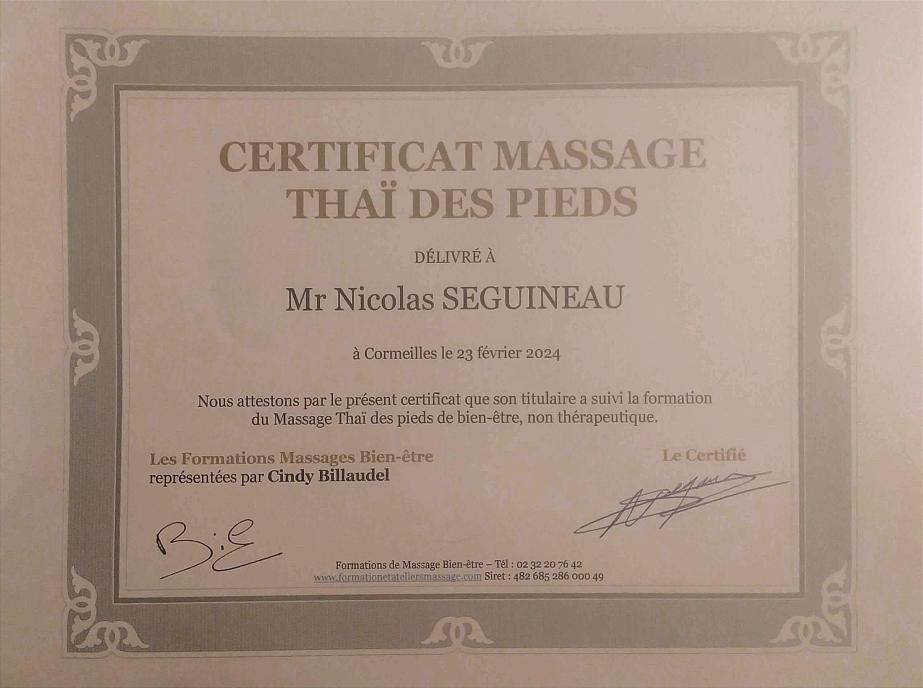 CERTIFICAT MASSAGE
THAÏ DES PIEDS
DÉLIVRÉ À
Mr Nicolas SEGUINEAU
à Cormeilles le 23 février 2024
Nous attestons par le présent certificat que son titulaire a suivi la formation
du Massage Thaï des pieds de bien-être, non thérapeutique.
Les Formations Massages Bien-être
représentées par Cindy Billaudel
Le Certifié
Formations de Massage Bien-être – Tél : 02 32 20 76 42
www.formationetateliersmassage.com Siret : 482 685 286 000 49